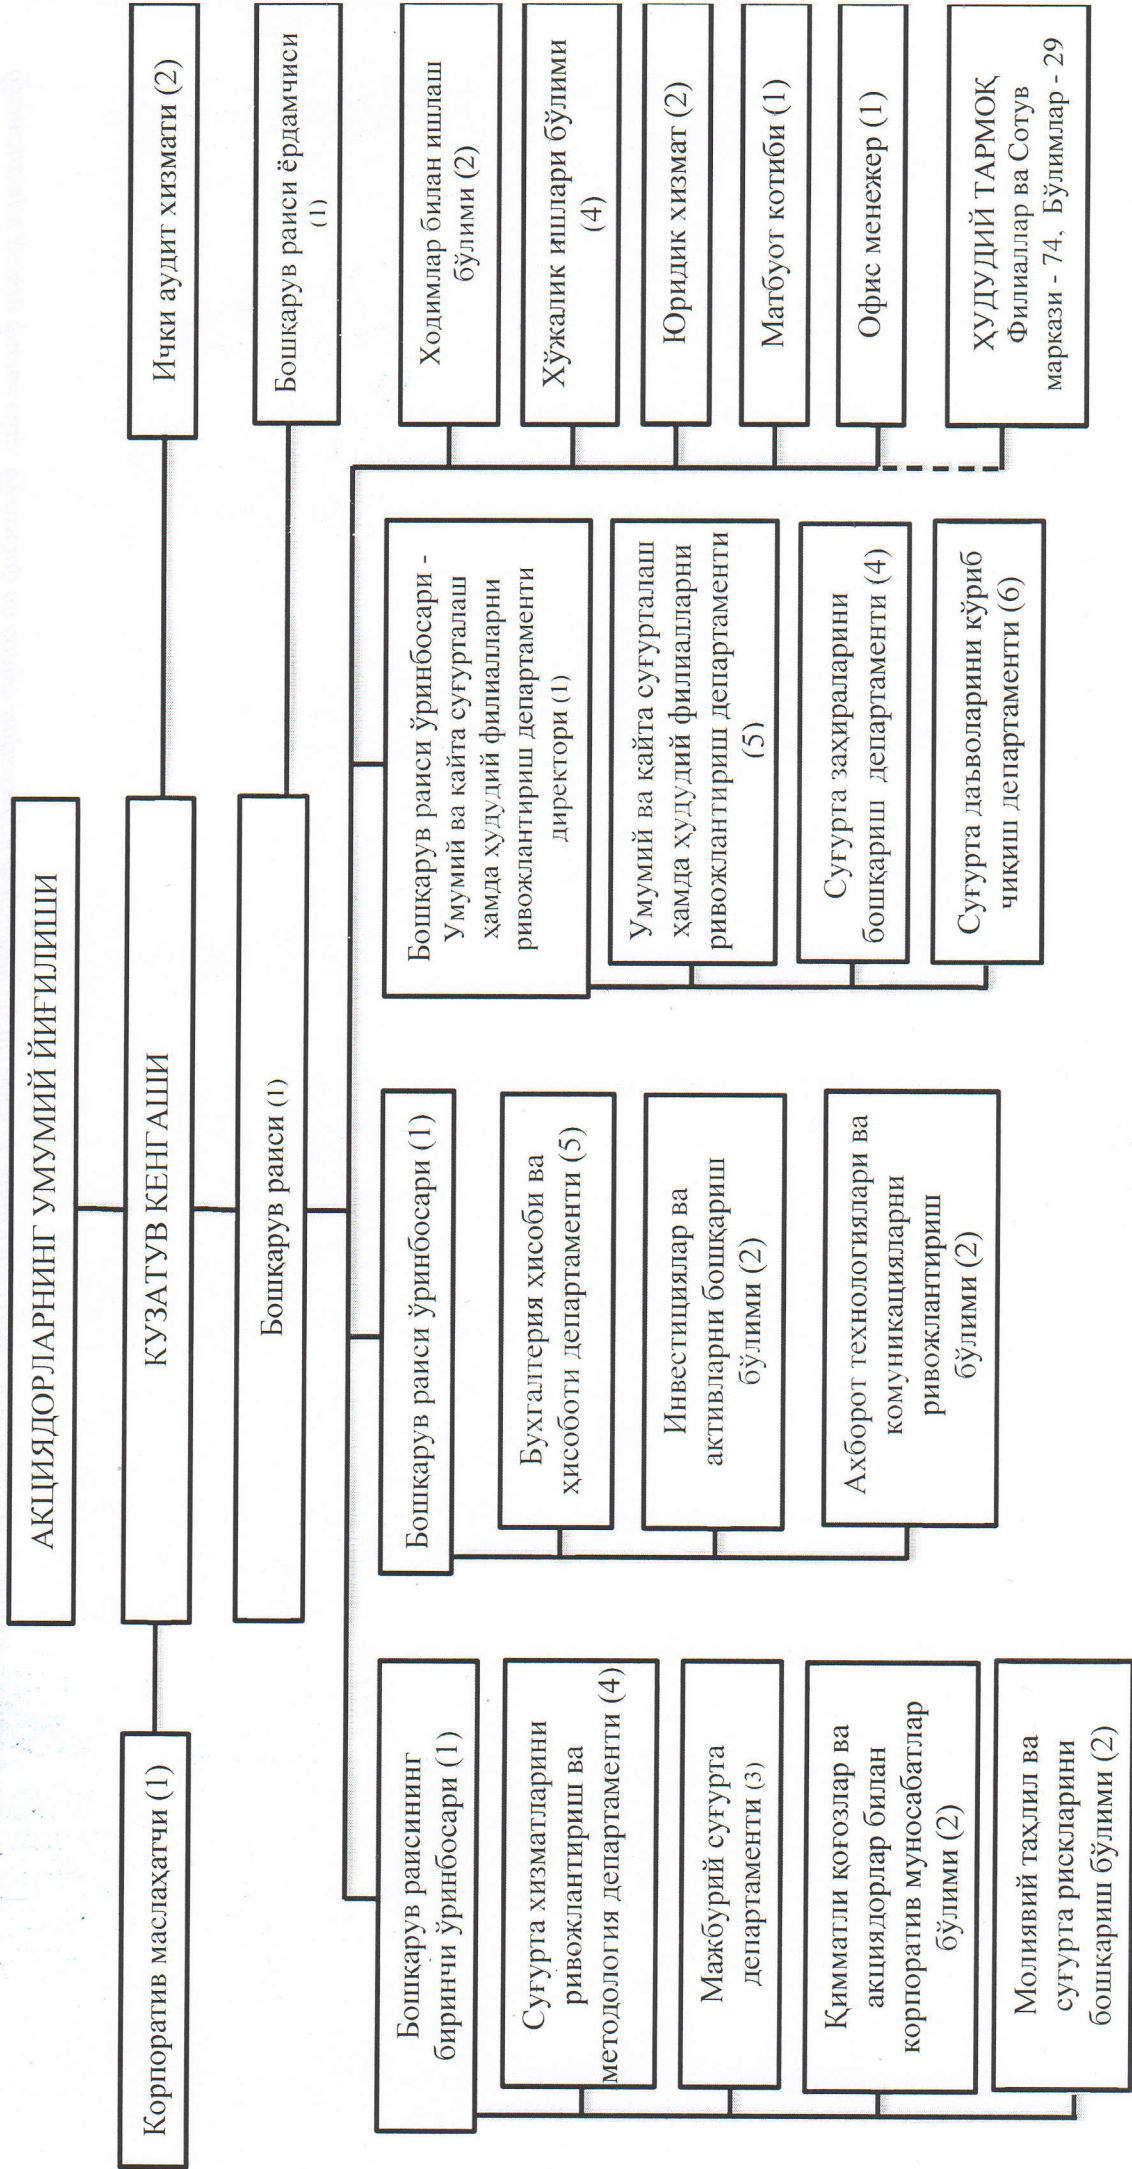 АКЦИЯДОРЛАРНИНГ УМУМИЙ ЙИҒИЛИШИ
Корпоратив маслаҳатчи (1)
КУЗАТУВ КЕНГАШИ
Ички аудит хизмати (2)
Бошқарув раиси (1)
Бошқарув раиси ёрдамчиси
(1)
Бошқарув раисининг
биринчи ўринбосари (1)
Суғурта хизматларини
ривожлантириш ва
методология департаменти (4)
Мажбурий суғурта
департаменти (3)
Қимматли қоғозлар ва
акциядорлар билан
корпоратив муносабатлар
бўлими (2)
Молиявий таҳлил ва
суғурта рискларини
бошқариш бўлими (2)
Бошқарув раиси ўринбосари (1)
Бухгалтерия ҳисоби ва
ҳисоботи департаменти (5)
Инвестициялар ва
активларни бошқариш
бўлими (2)
Ахборот технологиялари ва
комуникацияларни
ривожлантириш
бўлими (2)
Бошқарув раиси ўринбосари -
Умумий ва қайта суғурталаш
ҳамда ҳудудий филиалларни
ривожлантириш департаменти
директори (1)
Умумий ва қайта суғурталаш
ҳамда ҳудудий филиалларни
ривожлантириш департаменти
(5)
Суғурта захираларини
бошқариш департаменти (4)
Суғурта даъволарини кўриб
чиқиш департаменти (6)
Ходимлар билан ишлаш
бўлими (2)
Хўжалик ишлари бўлими
(4)
Юридик хизмат (2)
Матбуот котиби (1)
Офис менежер (1)
ҲУДУДИЙ ТАРМОҚ
Филиаллар ва Сотув
маркази - 74, Бўлимлар - 29